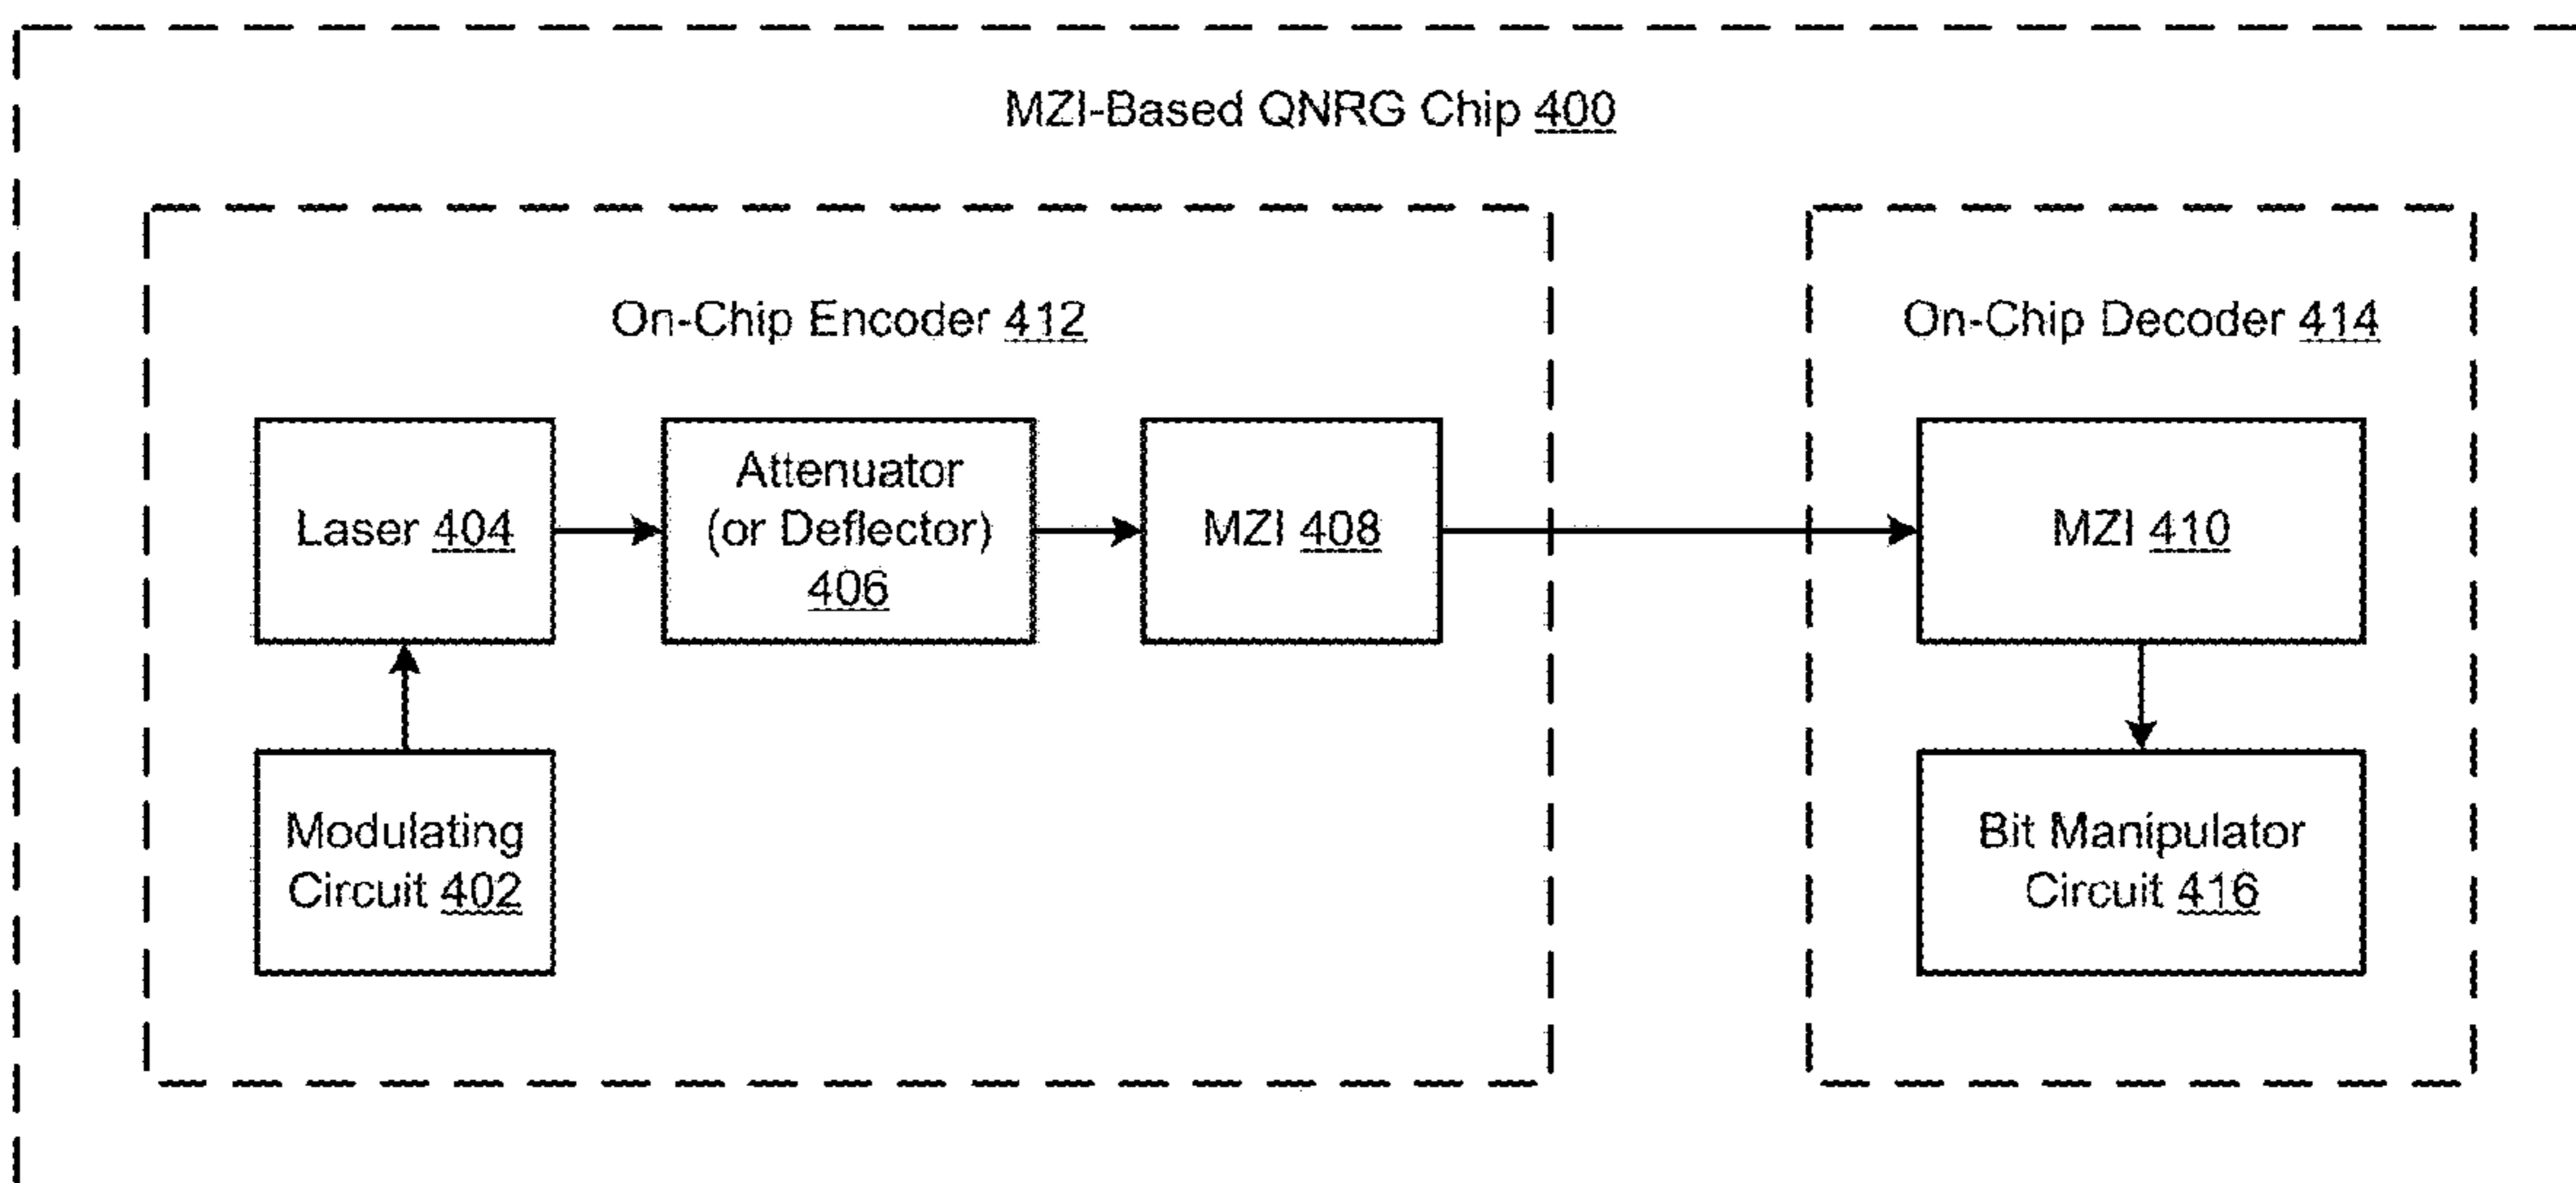 MZI-Based QNRG Chip 400
On-Chip Encoder 412
On-Chip Decoder 414
Laser 404
Attenuator
(or Deflector)
406
MZI 408
MZI 410
Modulating
Circuit 402
Bit Manipulator
Circuit 416